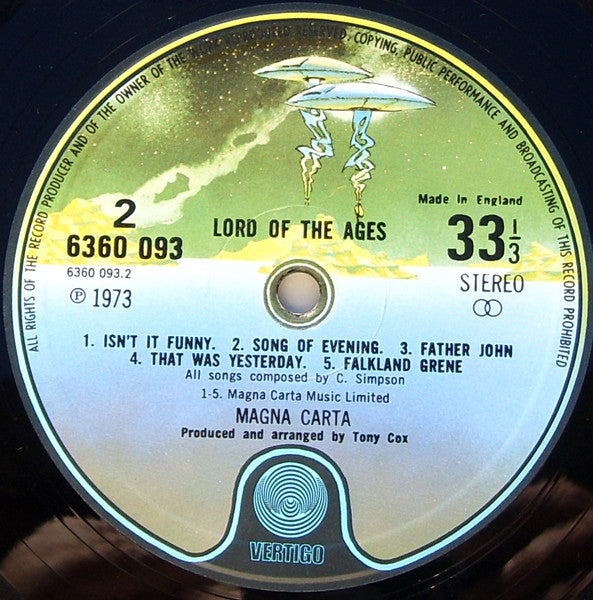 ALL RIGHTS OF THE RECORD PRODUCER AND OF THE OWNER OF THE WORK REPRODUCED RESERVED, COPYING, PUBLIC PERFORMANCE AND BROADCASTING OF THIS RECORD PROHIBITED
2
6360 093
6360 093.2
Ⓟ 1973
LORD OF THE AGES
Made in England
33 1/3
STEREO
1. ISN'T IT FUNNY. 2. SONG OF EVENING. 3. FATHER JOHN
4. THAT WAS YESTERDAY. 5. FALKLAND GRENE
All songs composed by C. Simpson
1-5. Magna Carta Music Limited
MAGNA CARTA
Produced and arranged by Tony Cox
VERTIGO